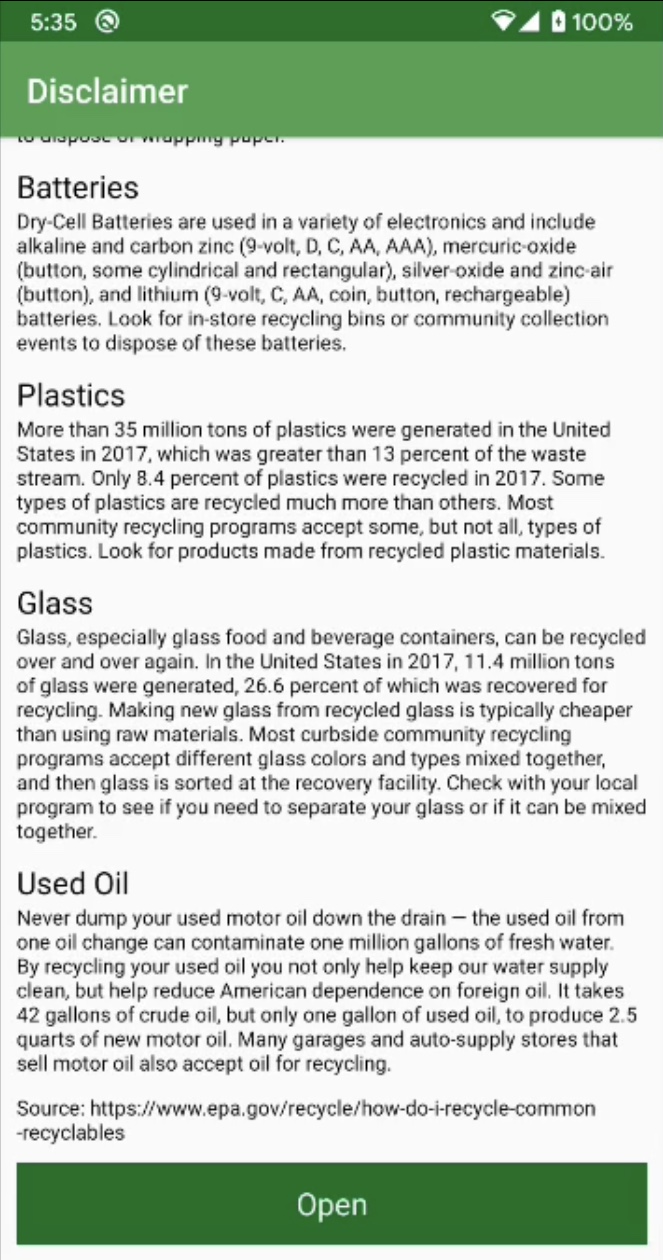 5:35
100%
Disclaimer
to dispose of wrapping paper.
Batteries
Dry-Cell Batteries are used in a variety of electronics and include
alkaline and carbon zinc (9-volt, D, C, AA, AAA), mercuric-oxide
(button, some cylindrical and rectangular), silver-oxide and zinc-air
(button), and lithium (9-volt, C, AA, coin, button, rechargeable)
batteries. Look for in-store recycling bins or community collection
events to dispose of these batteries.
Plastics
More than 35 million tons of plastics were generated in the United
States in 2017, which was greater than 13 percent of the waste
stream. Only 8.4 percent of plastics were recycled in 2017. Some
types of plastics are recycled much more than others. Most
community recycling programs accept some, but not all, types of
plastics. Look for products made from recycled plastic materials.
Glass
Glass, especially glass food and beverage containers, can be recycled
over and over again. In the United States in 2017, 11.4 million tons
of glass were generated, 26.6 percent of which was recovered for
recycling. Making new glass from recycled glass is typically cheaper
than using raw materials. Most curbside community recycling
programs accept different glass colors and types mixed together,
and then glass is sorted at the recovery facility. Check with your local
program to see if you need to separate your glass or if it can be mixed
together.
Used Oil
Never dump your used motor oil down the drain — the used oil from
one oil change can contaminate one million gallons of fresh water.
By recycling your used oil you not only help keep our water supply
clean, but help reduce American dependence on foreign oil. It takes
42 gallons of crude oil, but only one gallon of used oil, to produce 2.5
quarts of new motor oil. Many garages and auto-supply stores that
sell motor oil also accept oil for recycling.
Source: https://www.epa.gov/recycle/how-do-i-recycle-common
-recyclables
Open